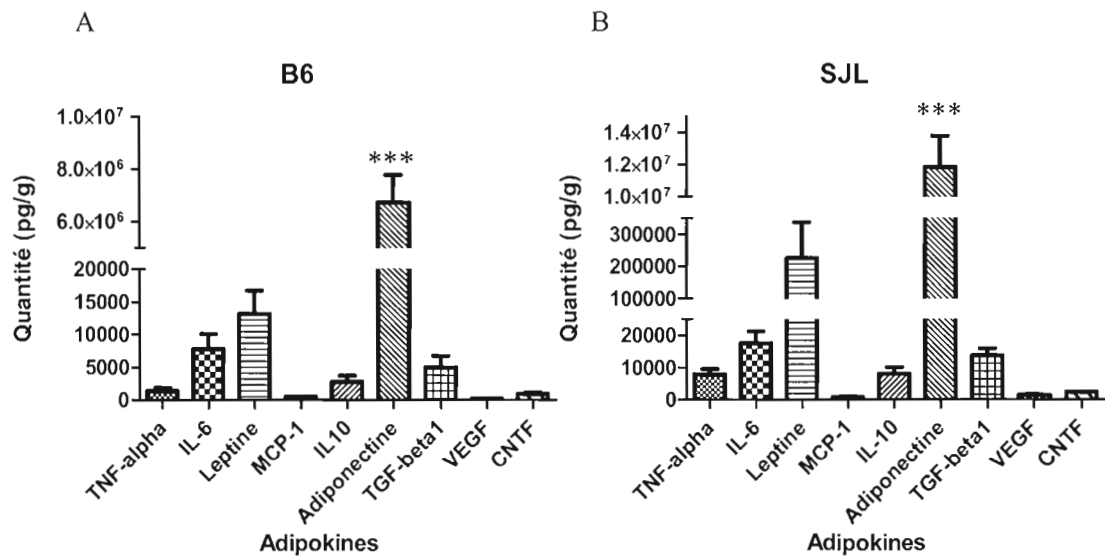 A
B6
Quantité (pg/g)
1.0×10⁷
8.0×10⁶
6.0×10⁶
20000
15000
10000
5000
0
***
TNF-alpha
IL-6
Leptine
MCP-1
IL10
Adiponectine
TGF-beta1
VEGF
CNTF
Adipokines
B
SJL
Quantité (pg/g)
1.4×10⁷
1.2×10⁷
1.0×10⁷
300000
200000
100000
20000
10000
0
***
TNF-alpha
IL-6
Leptine
MCP-1
IL-10
Adiponectine
TGF-beta1
VEGF
CNTF
Adipokines